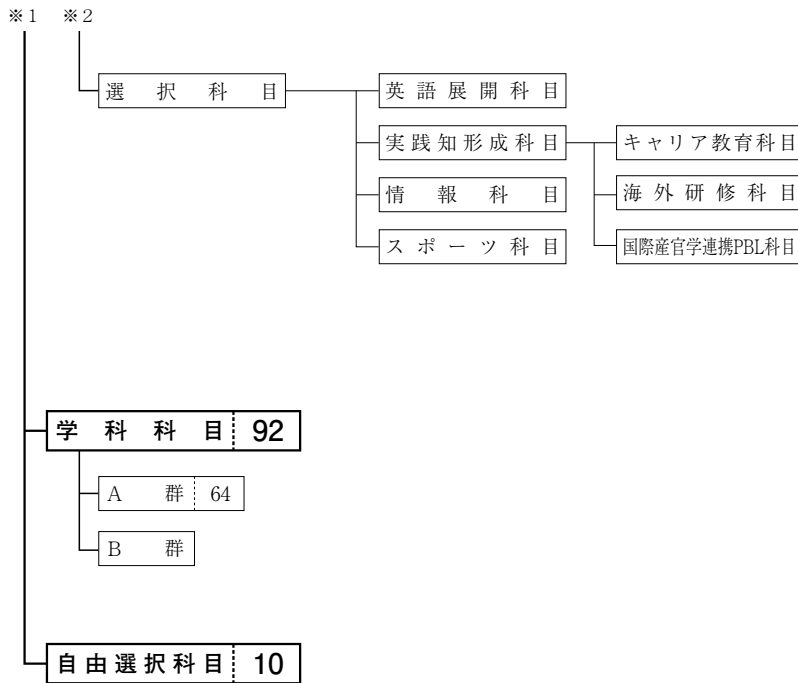 ※1 ※2
選択科目
英語展開科目
実践知形成科目
キャリア教育科目
情報科目
海外研修科目
スポーツ科目
国際産官学連携PBL科目
学科科目 92
A群 64
B群
自由選択科目 10